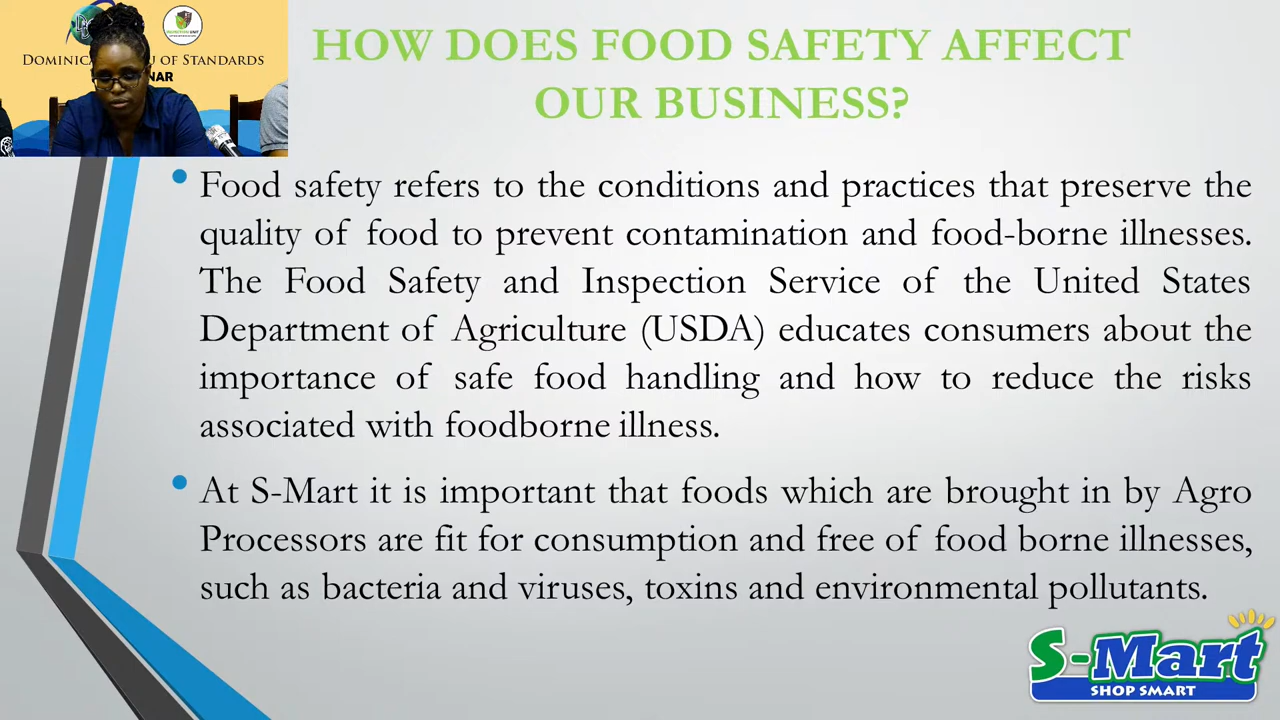 DOMINIC
U OF STANDARDS
NAR
HOW DOES FOOD SAFETY AFFECT
OUR BUSINESS?
• Food safety refers to the conditions and practices that preserve the
quality of food to prevent contamination and food-borne illnesses.
The Food Safety and Inspection Service of the United States
Department of Agriculture (USDA) educates consumers about the
importance of safe food handling and how to reduce the risks
associated with foodborne illness.
• At S-Mart it is important that foods which are brought in by Agro
Processors are fit for consumption and free of food borne illnesses,
such as bacteria and viruses, toxins and environmental pollutants.
S-Mart
SHOP SMART